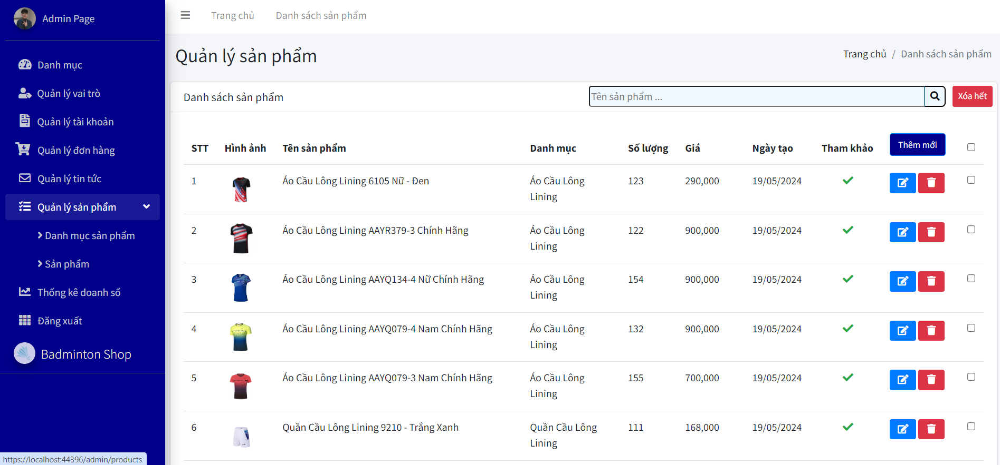 Admin Page
Danh mục
Quản lý vai trò
Quản lý tài khoản
Quản lý đơn hàng
Quản lý tin tức
Quản lý sản phẩm
Danh mục sản phẩm
Sản phẩm
Thống kê doanh số
Đăng xuất
Badminton Shop
https://localhost:44396/admin/products
Trang chủ Danh sách sản phẩm
Quản lý sản phẩm
Trang chủ / Danh sách sản phẩm
Danh sách sản phẩm
Tên sản phẩm ...
Xóa hết
STT Hình ảnh Tên sản phẩm Danh mục Số lượng Giá Ngày tạo Tham khảo Thêm mới
1 Áo Cầu Lông Lining 6105 Nữ - Đen Áo Cầu Lông 123 290,000 19/05/2024
Lining
2 Áo Cầu Lông Lining AAYR379-3 Chính Hãng Áo Cầu Lông 122 900,000 19/05/2024
Lining
3 Áo Cầu Lông Lining AAYQ134-4 Nữ Chính Hãng Áo Cầu Lông 154 900,000 19/05/2024
Lining
4 Áo Cầu Lông Lining AAYQ079-4 Nam Chính Hãng Áo Cầu Lông 132 900,000 19/05/2024
Lining
5 Áo Cầu Lông Lining AAYQ079-3 Nam Chính Hãng Áo Cầu Lông 155 700,000 19/05/2024
Lining
6 Quần Cầu Lông Lining 9210 - Trắng Xanh Quần Cầu Lông 111 168,000 19/05/2024
Lining